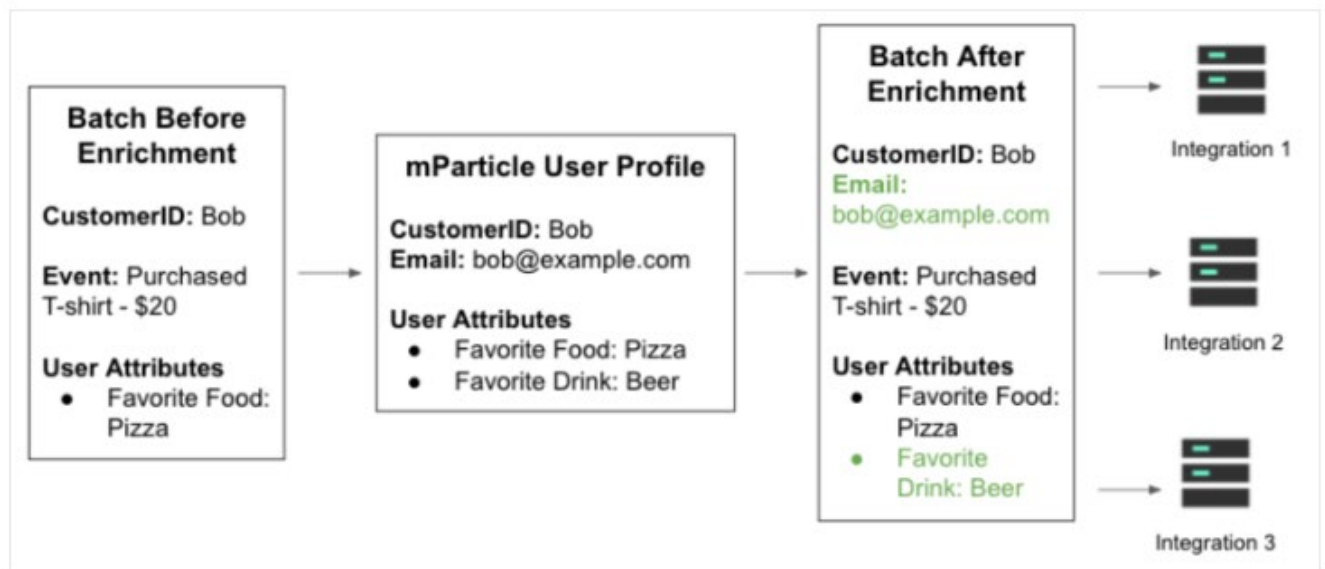 Batch Before
Enrichment
CustomerID: Bob
Event: Purchased
T-shirt - $20
User Attributes
● Favorite Food:
Pizza
mParticle User Profile
CustomerID: Bob
Email: bob@example.com
User Attributes
● Favorite Food: Pizza
● Favorite Drink: Beer
Batch After
Enrichment
CustomerID: Bob
Email:
bob@example.com
Event: Purchased
T-shirt - $20
User Attributes
● Favorite Food:
Pizza
● Favorite
Drink: Beer
Integration 1
Integration 2
Integration 3